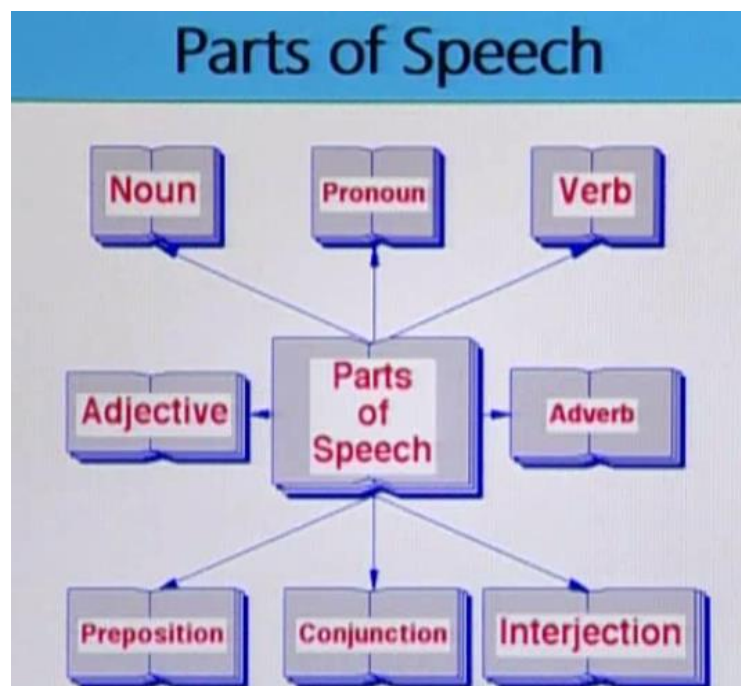 Parts of Speech
Noun
Pronoun
Verb
Parts
of
Speech
Adjective
Adverb
Preposition
Conjunction
Interjection